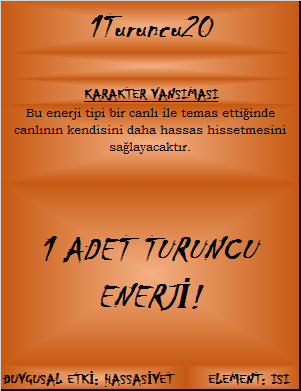 1Turuncu20
KARAKTER YANSIMASI
Bu enerji tipi bir canlı ile temas ettiğinde
canlının kendisini daha hassas hissetmesini
sağlayacaktır.
1 ADET TURUNCU
ENERJİ!
DUYGUSAL ETKİ: HASSASİYET ELEMENT: ISI